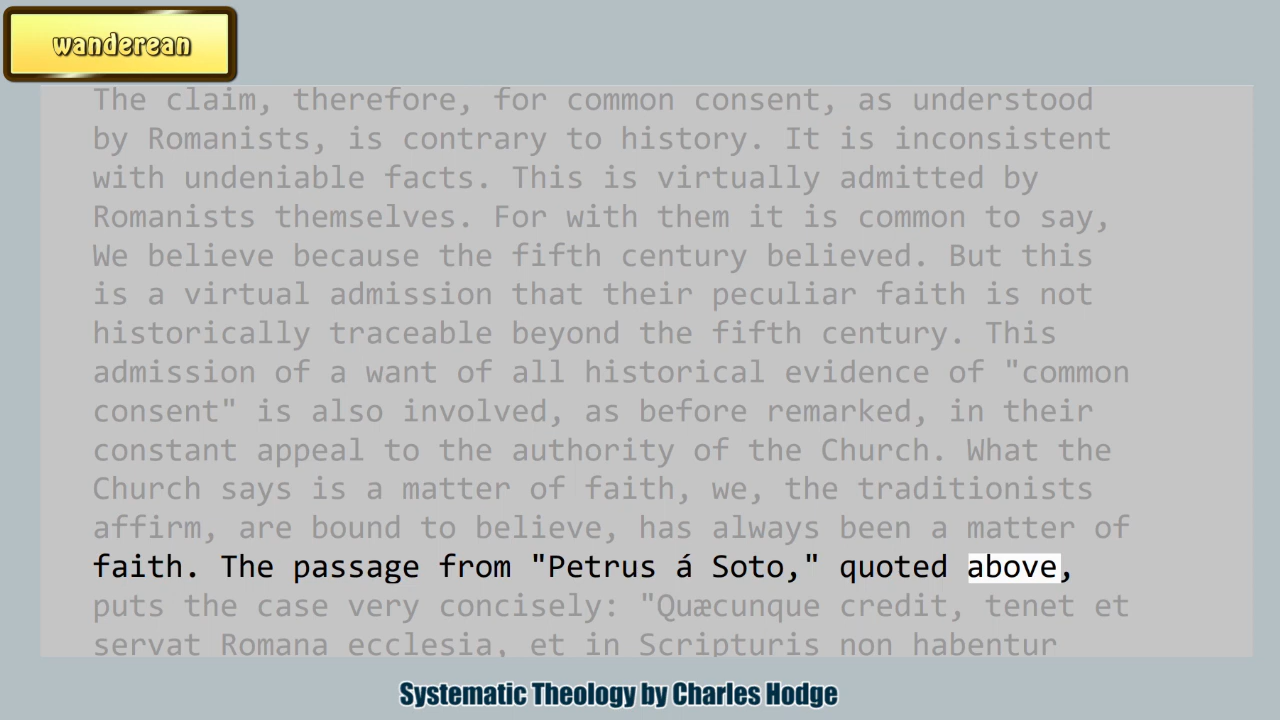 wanderean
The claim, therefore, for common consent, as understood
by Romanists, is contrary to history. It is inconsistent
with undeniable facts. This is virtually admitted by
Romanists themselves. For with them it is common to say,
We believe because the fifth century believed. But this
is a virtual admission that their peculiar faith is not
historically traceable beyond the fifth century. This
admission of a want of all historical evidence of "common
consent" is also involved, as before remarked, in their
constant appeal to the authority of the Church. What the
Church says is a matter of faith, we, the traditionists
affirm, are bound to believe, has always been a matter of
faith. The passage from "Petrus á Soto," quoted above,
puts the case very concisely: "Quæcunque credit, tenet et
servat Romana ecclesia, et in Scripturis non habentur
Systematic Theology by Charles Hodge